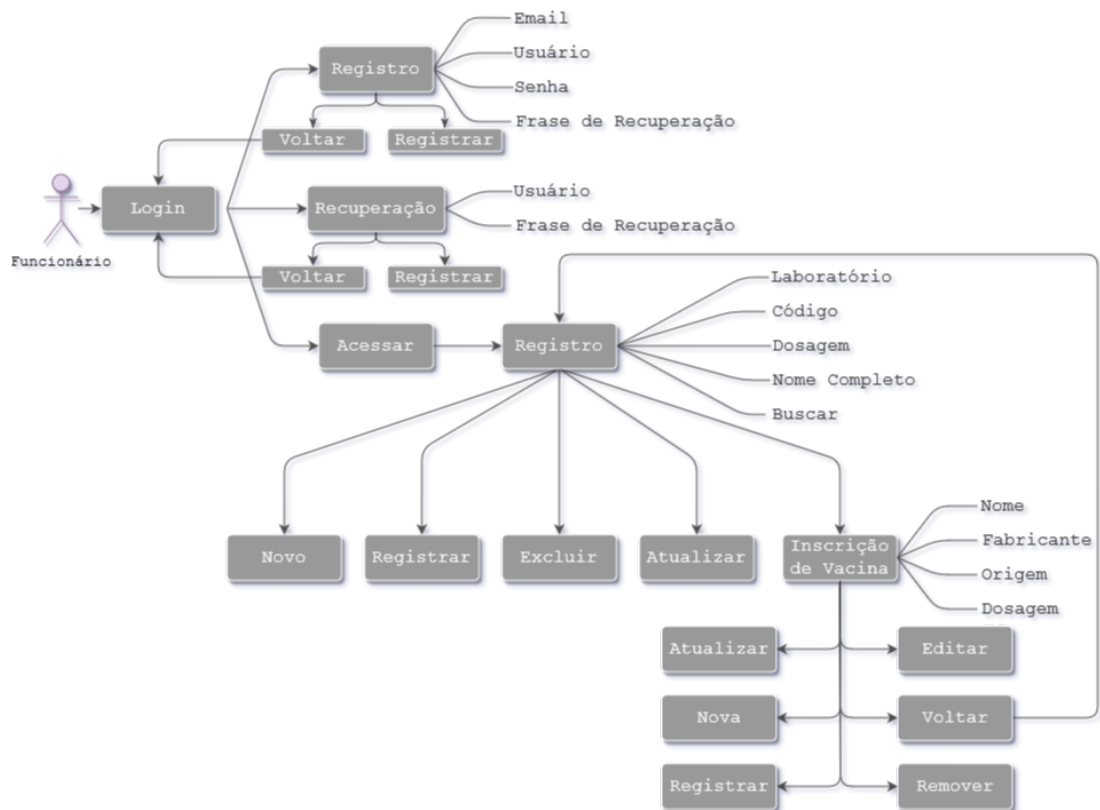 Email
Usuário
Registro
Senha
Frase de Recuperação
Voltar
Registrar
Login
Recuperação
Usuário
Frase de Recuperação
Funcionário
Voltar
Registrar
Acessar
Registro
Laboratório
Código
Dosagem
Nome Completo
Buscar
Novo
Registrar
Excluir
Atualizar
Inscrição
de Vacina
Nome
Fabricante
Origem
Dosagem
Atualizar
Editar
Nova
Voltar
Registrar
Remover